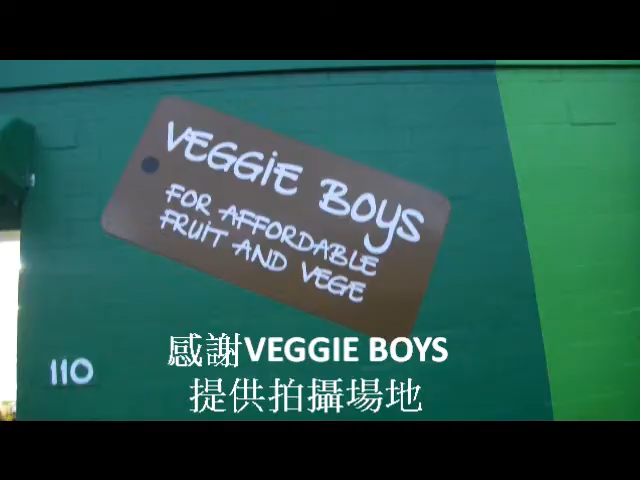 VEGGIE BOYS
FOR AFFORDABLE
FRUIT AND VEGE
110
感謝VEGGIE BOYS
提供拍攝場地